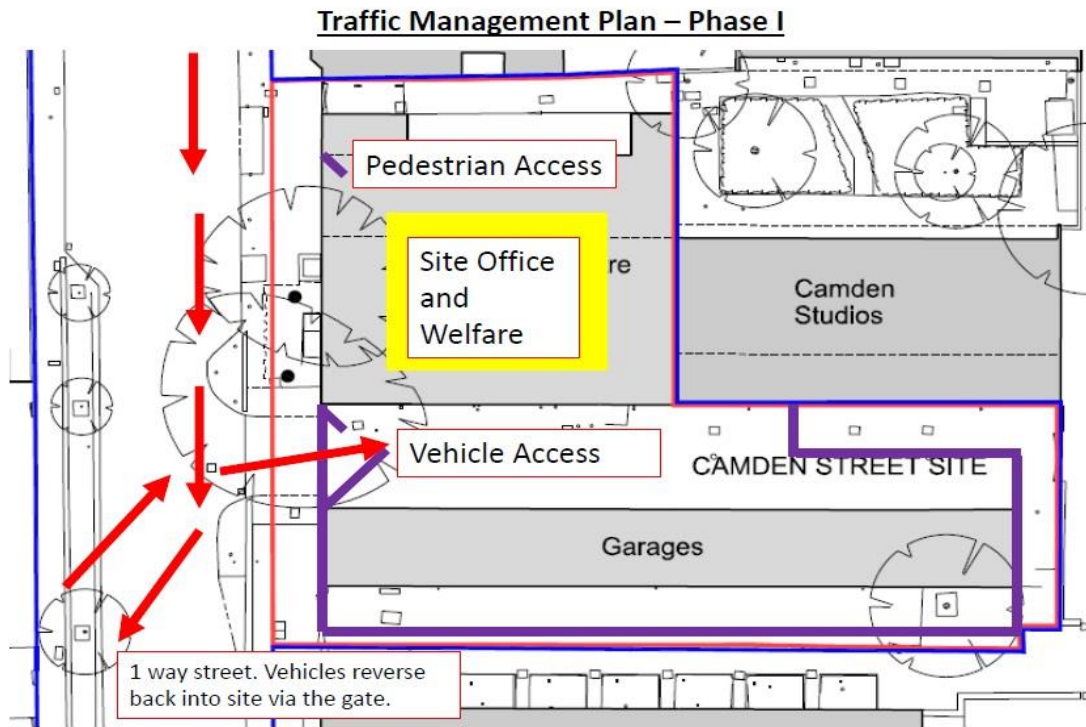 Traffic Management Plan – Phase I
Pedestrian Access
Site Office
and
Welfare
re
Camden
Studios
Vehicle Access
CAMDEN STREET SITE
Garages
1 way street. Vehicles reverse
back into site via the gate.